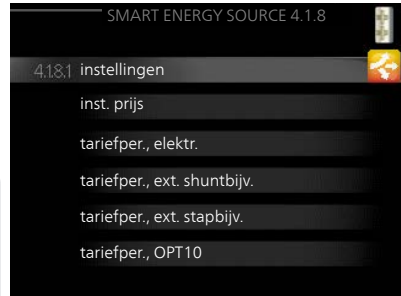 SMART ENERGY SOURCE 4.1.8
4.1.8.1 instellingen
inst. prijs
tariefper., elektr.
tariefper., ext. shuntbijv.
tariefper., ext. stapbijv.
tariefper., OPT10